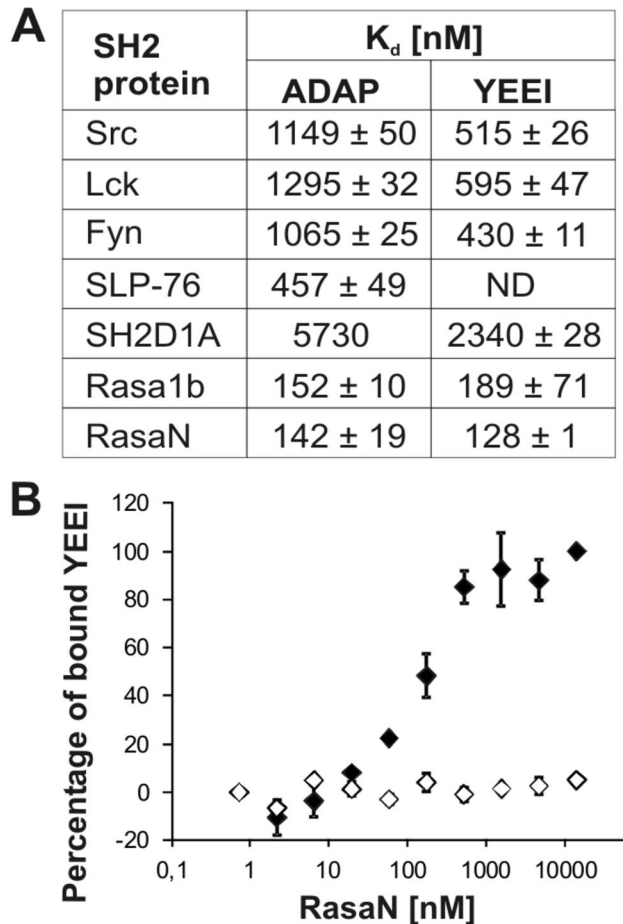 A
SH2 protein K_d [nM]
ADAP YEEI
Src 1149 ± 50 515 ± 26
Lck 1295 ± 32 595 ± 47
Fyn 1065 ± 25 430 ± 11
SLP-76 457 ± 49 ND
SH2D1A 5730 2340 ± 28
Rasa1b 152 ± 10 189 ± 71
RasaN 142 ± 19 128 ± 1
B
Percentage of bound YEEI
120
100
80
60
40
20
0
-20
0,1 1 10 100 1000 10000
RasaN [nM]